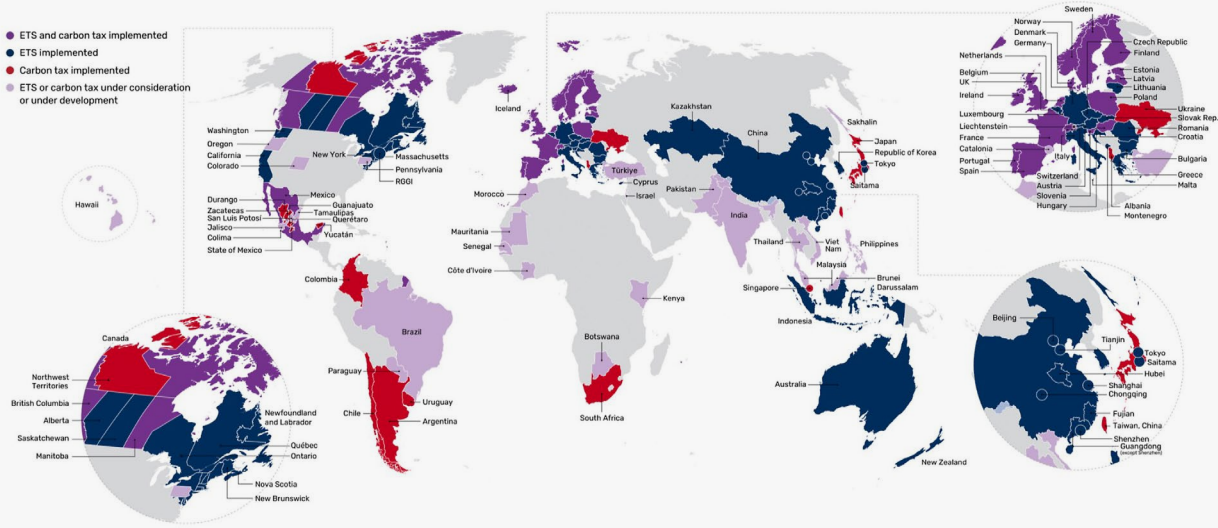 ETS and carbon tax implemented
ETS implemented
Carbon tax implemented
ETS or carbon tax under consideration
or under development
Washington
Oregon
California
Colorado
New York
Massachusetts
Pennsylvania
RGGI
Hawaii
Durango
Zacatecas
San Luis Potosí
Jalisco
Colima
State of Mexico
Mexico
Guanajuato
Tamaulipas
Querétaro
Yucatán
Colombia
Brazil
Paraguay
Chile
Uruguay
Argentina
Iceland
Morocco
Mauritania
Senegal
Côte d'Ivoire
Türkiye
Cyprus
Israel
Kenya
Botswana
South Africa
Kazakhstan
China
Pakistan
India
Thailand
Viet
Nam
Malaysia
Singapore
Indonesia
Philippines
Brunei
Darussalam
Sakhalin
Japan
Republic of Korea
Tokyo
Saitama
Australia
New Zealand
Canada
Northwest
Territories
British Columbia
Alberta
Saskatchewan
Manitoba
Newfoundland
and Labrador
Québec
Ontario
Nova Scotia
New Brunswick
Sweden
Norway
Denmark
Germany
Netherlands
Belgium
UK
Ireland
Luxembourg
Liechtenstein
France
Catalonia
Portugal
Spain
Italy
Switzerland
Austria
Slovenia
Hungary
Czech Republic
Finland
Estonia
Latvia
Lithuania
Poland
Ukraine
Slovak Rep.
Romania
Croatia
Bulgaria
Greece
Malta
Albania
Montenegro
Beijing
Tianjin
Tokyo
Saitama
Hubei
Shanghai
Chongqing
Fujian
Taiwan, China
Shenzhen
Guangdong
(except Shenzhen)